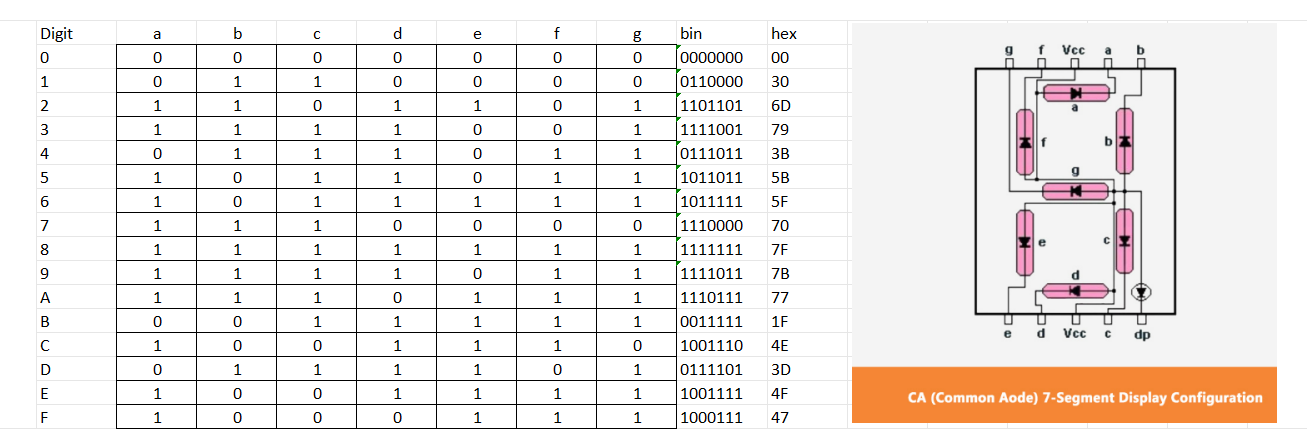 Digit a b c d e f g bin hex
0 0 0 0 0 0 0 0 0000000 00
1 0 1 1 0 0 0 0 0110000 30
2 1 1 0 1 1 0 1 1101101 6D
3 1 1 1 1 0 0 1 1111001 79
4 0 1 1 1 0 1 1 0111011 3B
5 1 0 1 1 0 1 1 1011011 5B
6 1 0 1 1 1 1 1 1011111 5F
7 1 1 1 0 0 0 0 1110000 70
8 1 1 1 1 1 1 1 1111111 7F
9 1 1 1 1 0 1 1 1111011 7B
A 1 1 1 0 1 1 1 1110111 77
B 0 0 1 1 1 1 1 0011111 1F
C 1 0 0 1 1 1 0 1001110 4E
D 0 1 1 1 1 0 1 0111101 3D
E 1 0 0 1 1 1 1 1001111 4F
F 1 0 0 0 1 1 1 1000111 47
g f Vcc a b
a
f b
g
e c
d
e d Vcc c dp
CA (Common Aode) 7-Segment Display Configuration